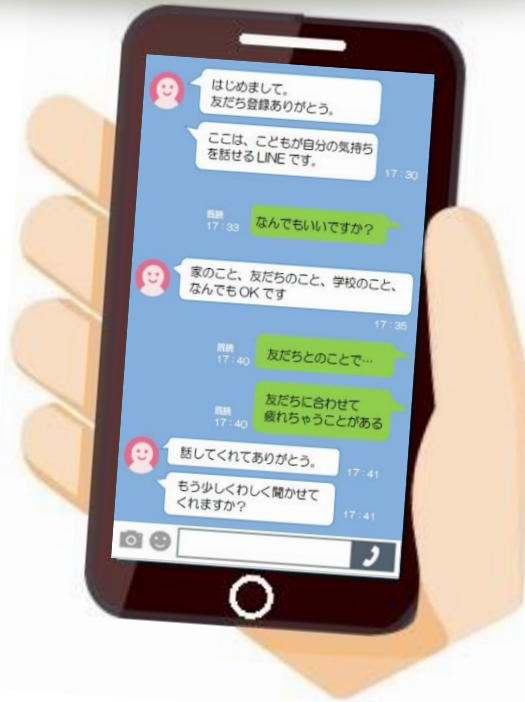 はじめまして。
友だち登録ありがとう。
ここは、こどもが自分の気持ち
を話せるLINEです。
17:30
既読
17:33
なんでもいいですか?
家のこと、友だちのこと、学校のこと、
なんでもOKです
17:35
既読
17:40
友だちとのことで…
友だちに合わせて
疲れちゃうことがある
既読
17:40
話してくれてありがとう。
17:41
もう少しくわしく聞かせて
くれますか?
17:41